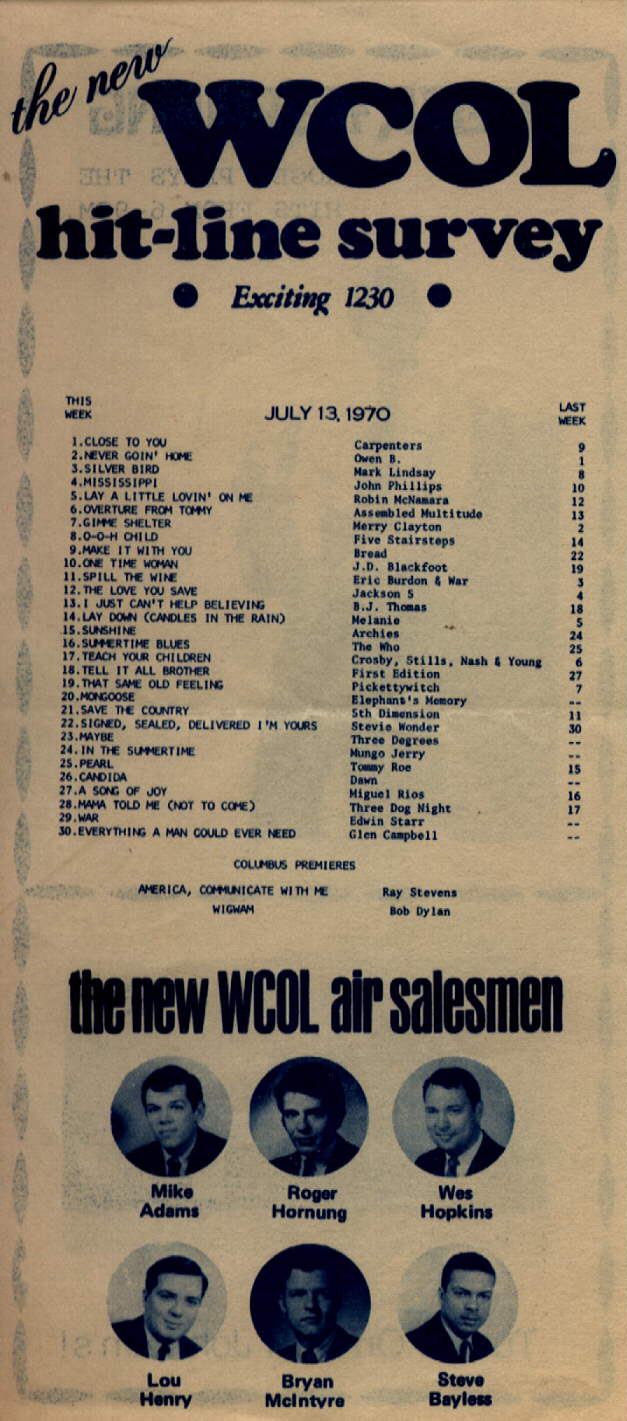 the new
WCOL
hit-line survey
● Exciting 1230 ●
THIS WEEK JULY 13, 1970 LAST WEEK
1.CLOSE TO YOU Carpenters 9
2.NEVER GOIN' HOME Owen B. 1
3.SILVER BIRD Mark Lindsay 8
4.MISSISSIPPI John Phillips 10
5.LAY A LITTLE LOVIN' ON ME Robin McNamara 12
6.OVERTURE FROM TOMMY Assembled Multitude 13
7.GIMME SHELTER Merry Clayton 2
8.O-O-H CHILD Five Stairsteps 14
9.MAKE IT WITH YOU Bread 22
10.ONE TIME WOMAN J.D. Blackfoot 19
11.SPILL THE WINE Eric Burdon & War 3
12.THE LOVE YOU SAVE Jackson 5 4
13.I JUST CAN'T HELP BELIEVING B.J. Thomas 18
14.LAY DOWN (CANDLES IN THE RAIN) Melanie 5
15.SUNSHINE Archies 24
16.SUMMERTIME BLUES The Who 25
17.TEACH YOUR CHILDREN Crosby, Stills, Nash & Young 6
18.TELL IT ALL BROTHER First Edition 27
19.THAT SAME OLD FEELING Pickettywitch 7
20.MONGOOSE Elephant's Memory --
21.SAVE THE COUNTRY 5th Dimension 11
22.SIGNED, SEALED, DELIVERED I'M YOURS Stevie Wonder 30
23.MAYBE Three Degrees --
24.IN THE SUMMERTIME Mungo Jerry --
25.PEARL Tommy Roe 15
26.CANDIDA Dawn --
27.A SONG OF JOY Miguel Rios 16
28.MAMA TOLD ME (NOT TO COME) Three Dog Night 17
29.WAR Edwin Starr --
30.EVERYTHING A MAN COULD EVER NEED Glen Campbell --
COLUMBUS PREMIERES
AMERICA, COMMUNICATE WITH ME Ray Stevens
WIGWAM Bob Dylan
the new WCOL air salesmen
Mike Adams
Roger Hornung
Wes Hopkins
Lou Henry
Bryan McIntyre
Steve Bayless